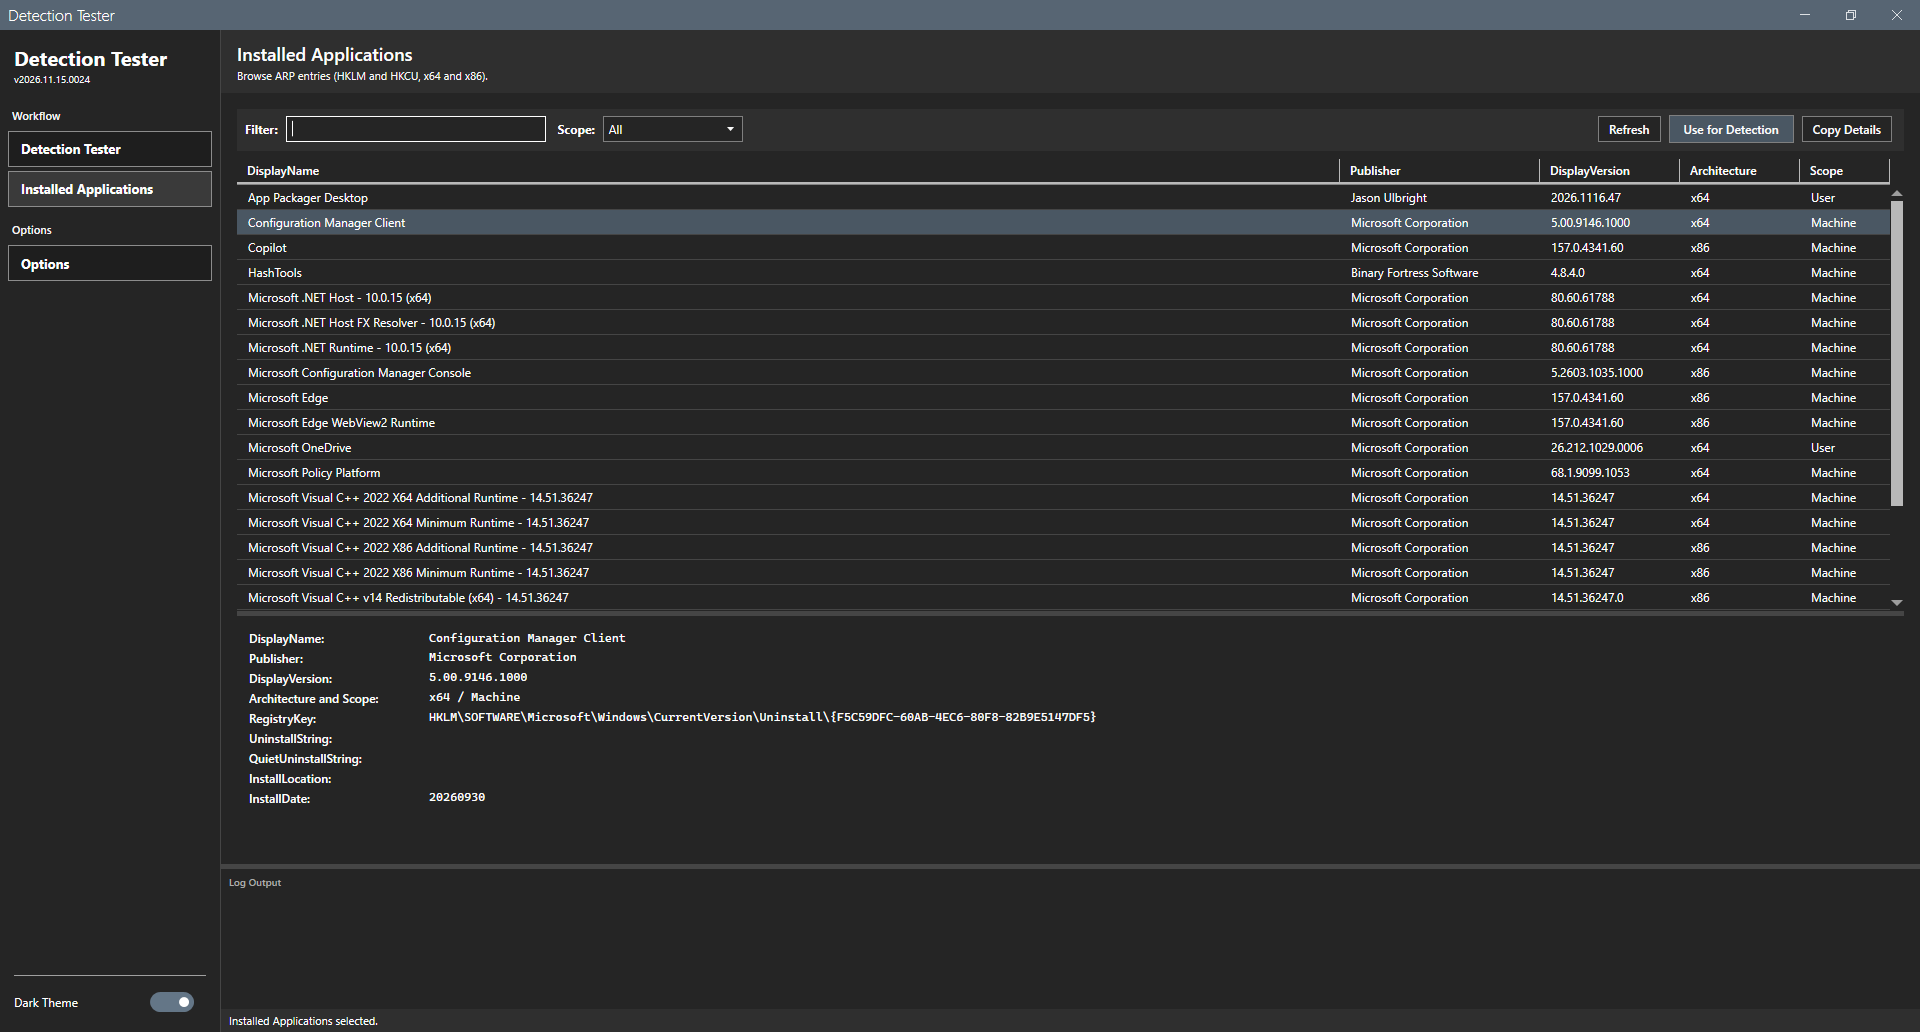 Detection Tester
Detection Tester
v2026.11.15.0024
Workflow
Detection Tester
Installed Applications
Options
Options
Dark Theme
Installed Applications
Browse ARP entries (HKLM and HKCU, x64 and x86).
Filter: Scope: All Refresh Use for Detection Copy Details
DisplayName Publisher DisplayVersion Architecture Scope
App Packager Desktop Jason Ulbright 2026.1116.47 x64 User
Configuration Manager Client Microsoft Corporation 5.00.9146.1000 x64 Machine
Copilot Microsoft Corporation 157.0.4341.60 x86 Machine
HashTools Binary Fortress Software 4.8.4.0 x64 Machine
Microsoft .NET Host - 10.0.15 (x64) Microsoft Corporation 80.60.61788 x64 Machine
Microsoft .NET Host FX Resolver - 10.0.15 (x64) Microsoft Corporation 80.60.61788 x64 Machine
Microsoft .NET Runtime - 10.0.15 (x64) Microsoft Corporation 80.60.61788 x64 Machine
Microsoft Configuration Manager Console Microsoft Corporation 5.2603.1035.1000 x86 Machine
Microsoft Edge Microsoft Corporation 157.0.4341.60 x86 Machine
Microsoft Edge WebView2 Runtime Microsoft Corporation 157.0.4341.60 x86 Machine
Microsoft OneDrive Microsoft Corporation 26.212.1029.0006 x64 User
Microsoft Policy Platform Microsoft Corporation 68.1.9099.1053 x64 Machine
Microsoft Visual C++ 2022 X64 Additional Runtime - 14.51.36247 Microsoft Corporation 14.51.36247 x64 Machine
Microsoft Visual C++ 2022 X64 Minimum Runtime - 14.51.36247 Microsoft Corporation 14.51.36247 x64 Machine
Microsoft Visual C++ 2022 X86 Additional Runtime - 14.51.36247 Microsoft Corporation 14.51.36247 x86 Machine
Microsoft Visual C++ 2022 X86 Minimum Runtime - 14.51.36247 Microsoft Corporation 14.51.36247 x86 Machine
Microsoft Visual C++ v14 Redistributable (x64) - 14.51.36247 Microsoft Corporation 14.51.36247.0 x86 Machine
DisplayName: Configuration Manager Client
Publisher: Microsoft Corporation
DisplayVersion: 5.00.9146.1000
Architecture and Scope: x64 / Machine
RegistryKey: HKLM\SOFTWARE\Microsoft\Windows\CurrentVersion\Uninstall\{F5C59DFC-60AB-4EC6-80F8-82B9E5147DF5}
UninstallString:
QuietUninstallString:
InstallLocation:
InstallDate: 20260930
Log Output
Installed Applications selected.